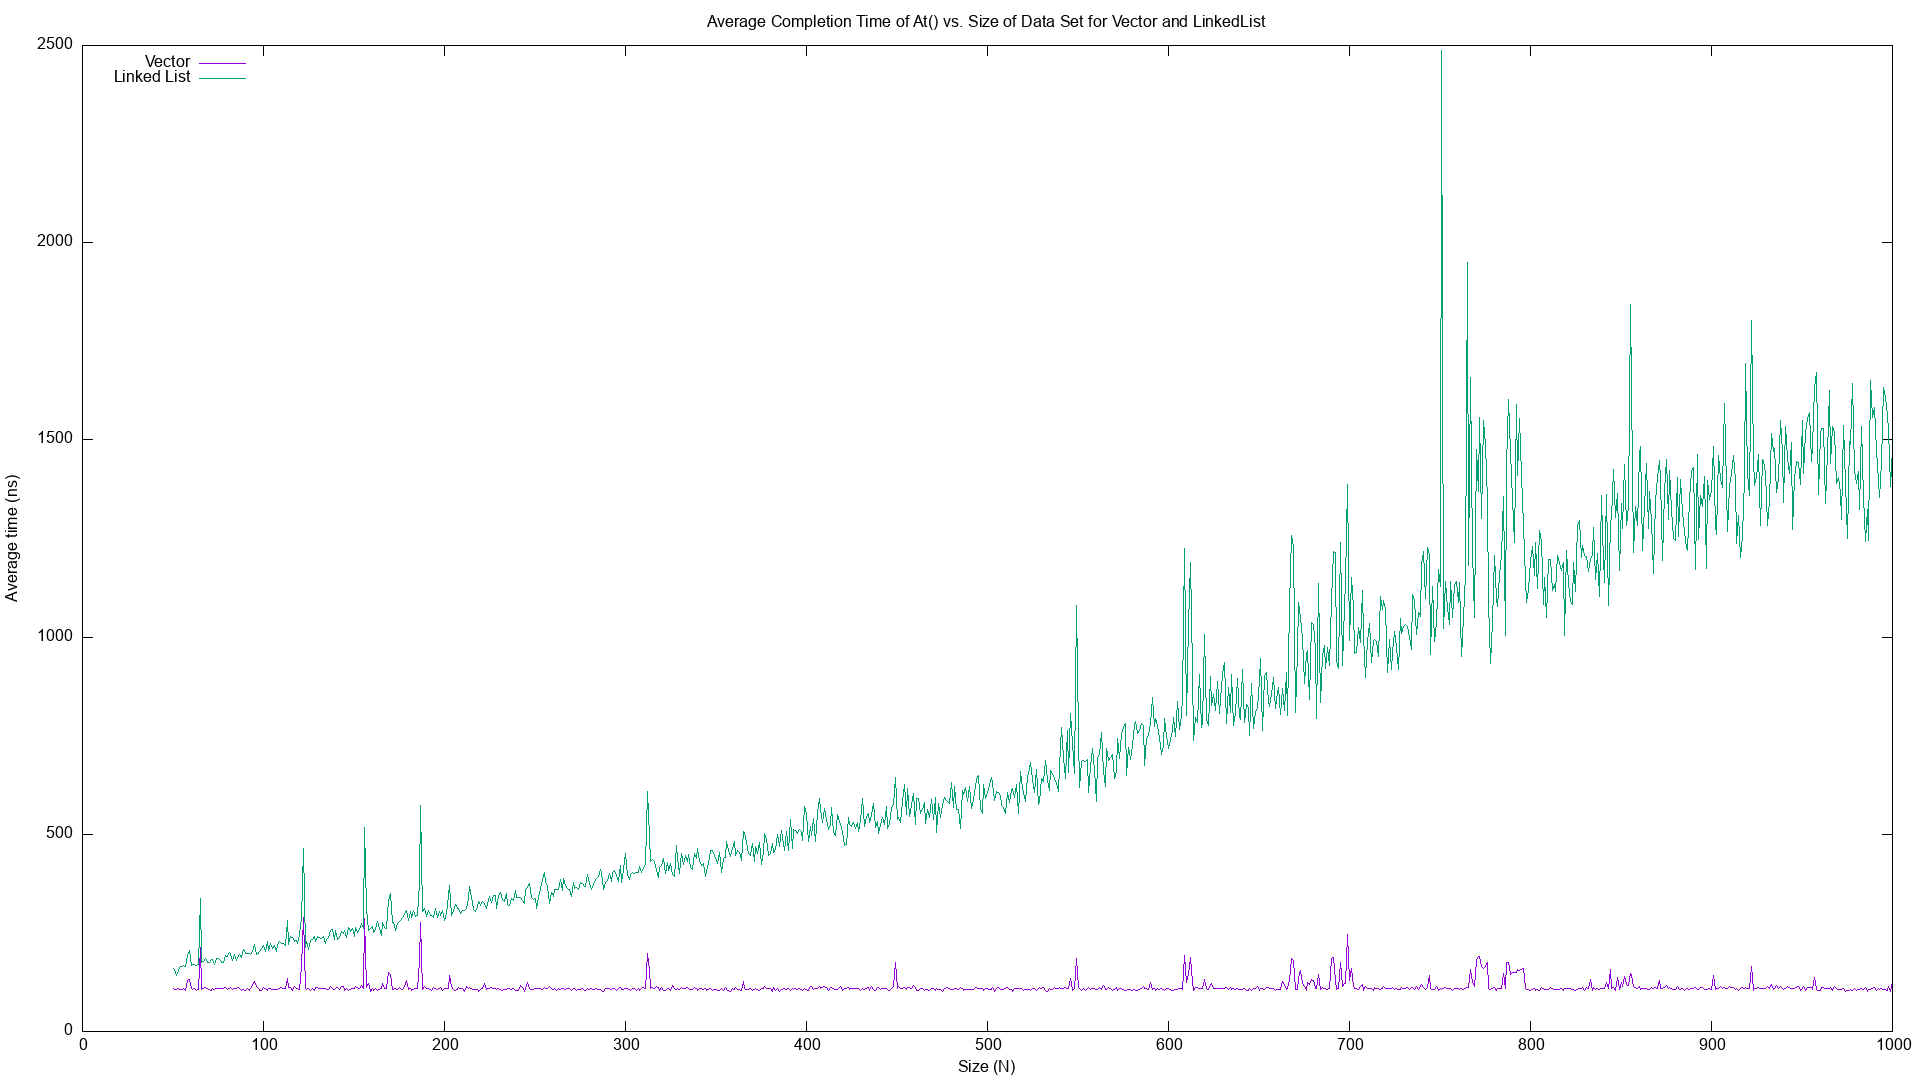 Average Completion Time of At() vs. Size of Data Set for Vector and LinkedList
2500
2000
1500
1000
500
0
Average time (ns)
Vector
Linked List
0 100 200 300 400 500 600 700 800 900 1000
Size (N)